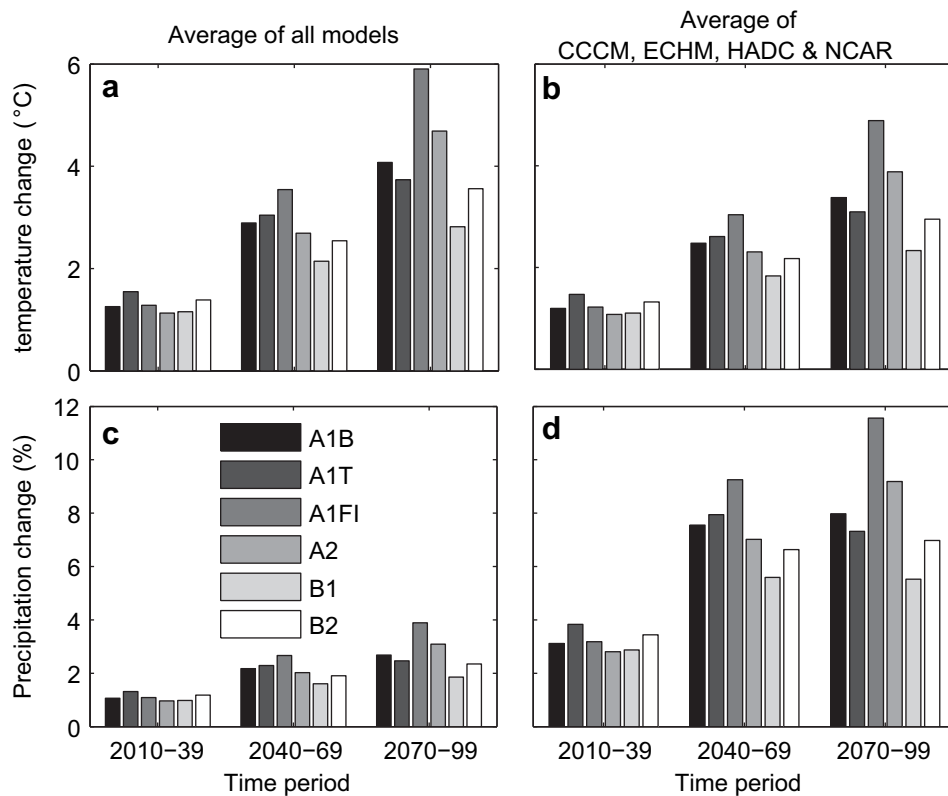 Average of all models
Average of
CCCM, ECHM, HADC & NCAR
temperature change (°C)
6
4
2
0
a
b
Precipitation change (%)
12
10
8
6
4
2
0
c
A1B
A1T
A1FI
A2
B1
B2
d
2010−39 2040−69 2070−99
2010−39 2040−69 2070−99
Time period
Time period